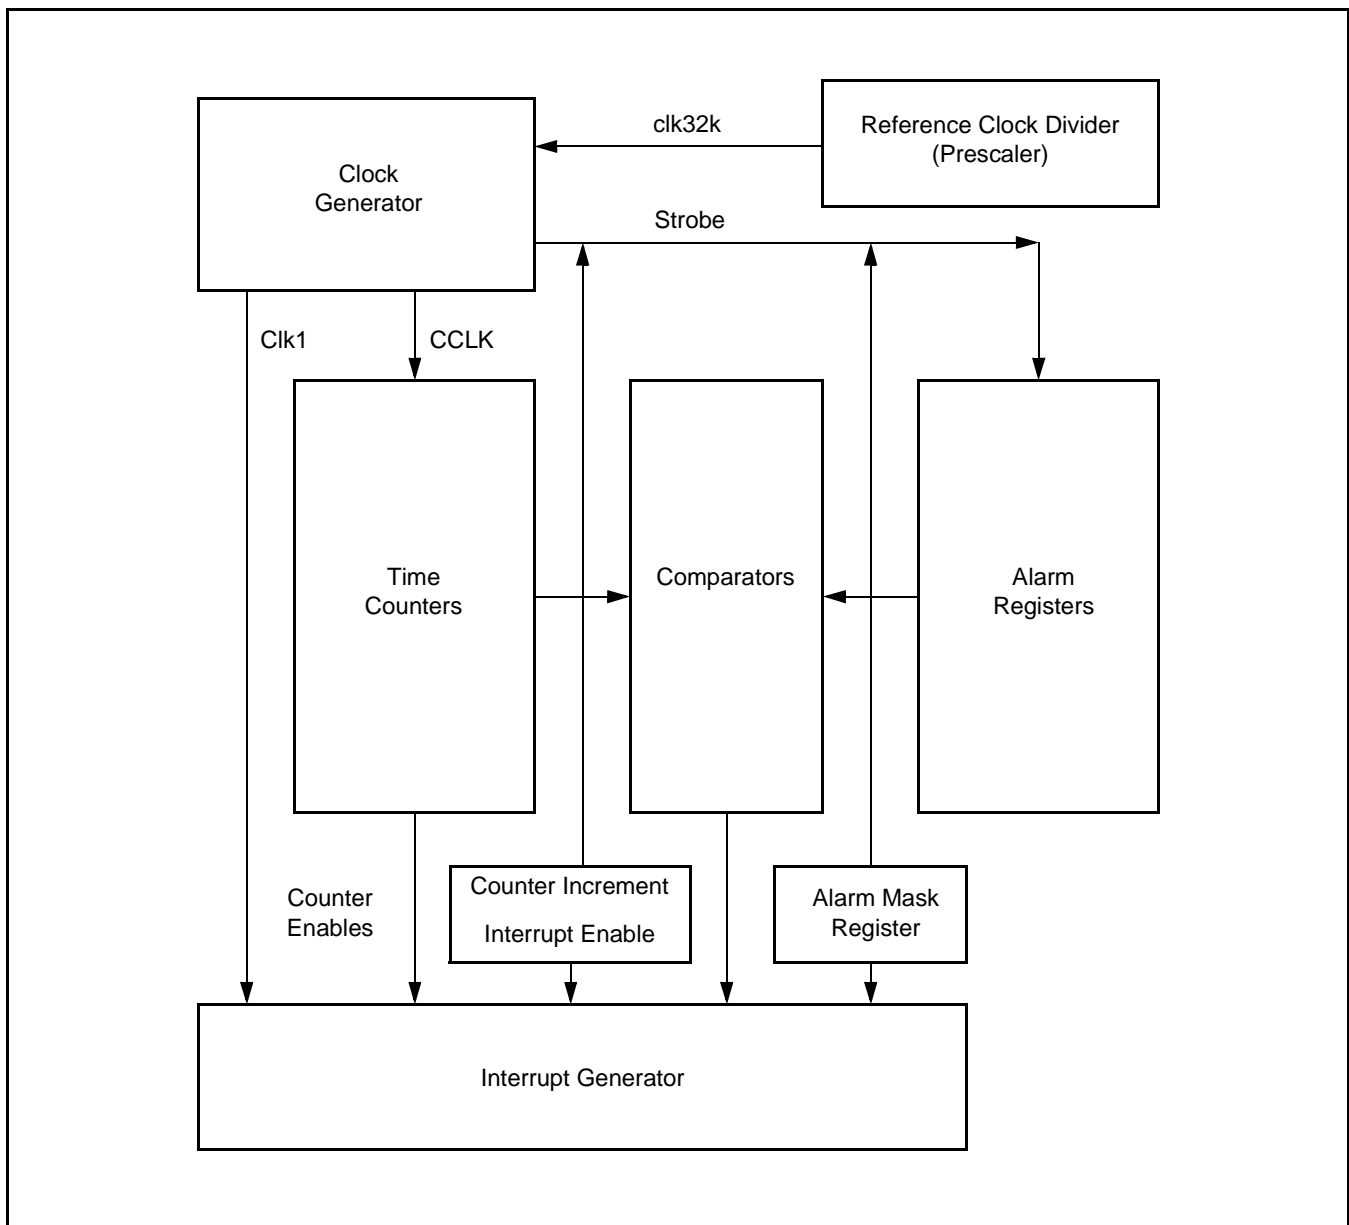 clk32k
Reference Clock Divider
(Prescaler)
Clock
Generator
Strobe
Clk1
CCLK
Time
Counters
Comparators
Alarm
Registers
Counter
Enables
Counter Increment
Interrupt Enable
Alarm Mask
Register
Interrupt Generator